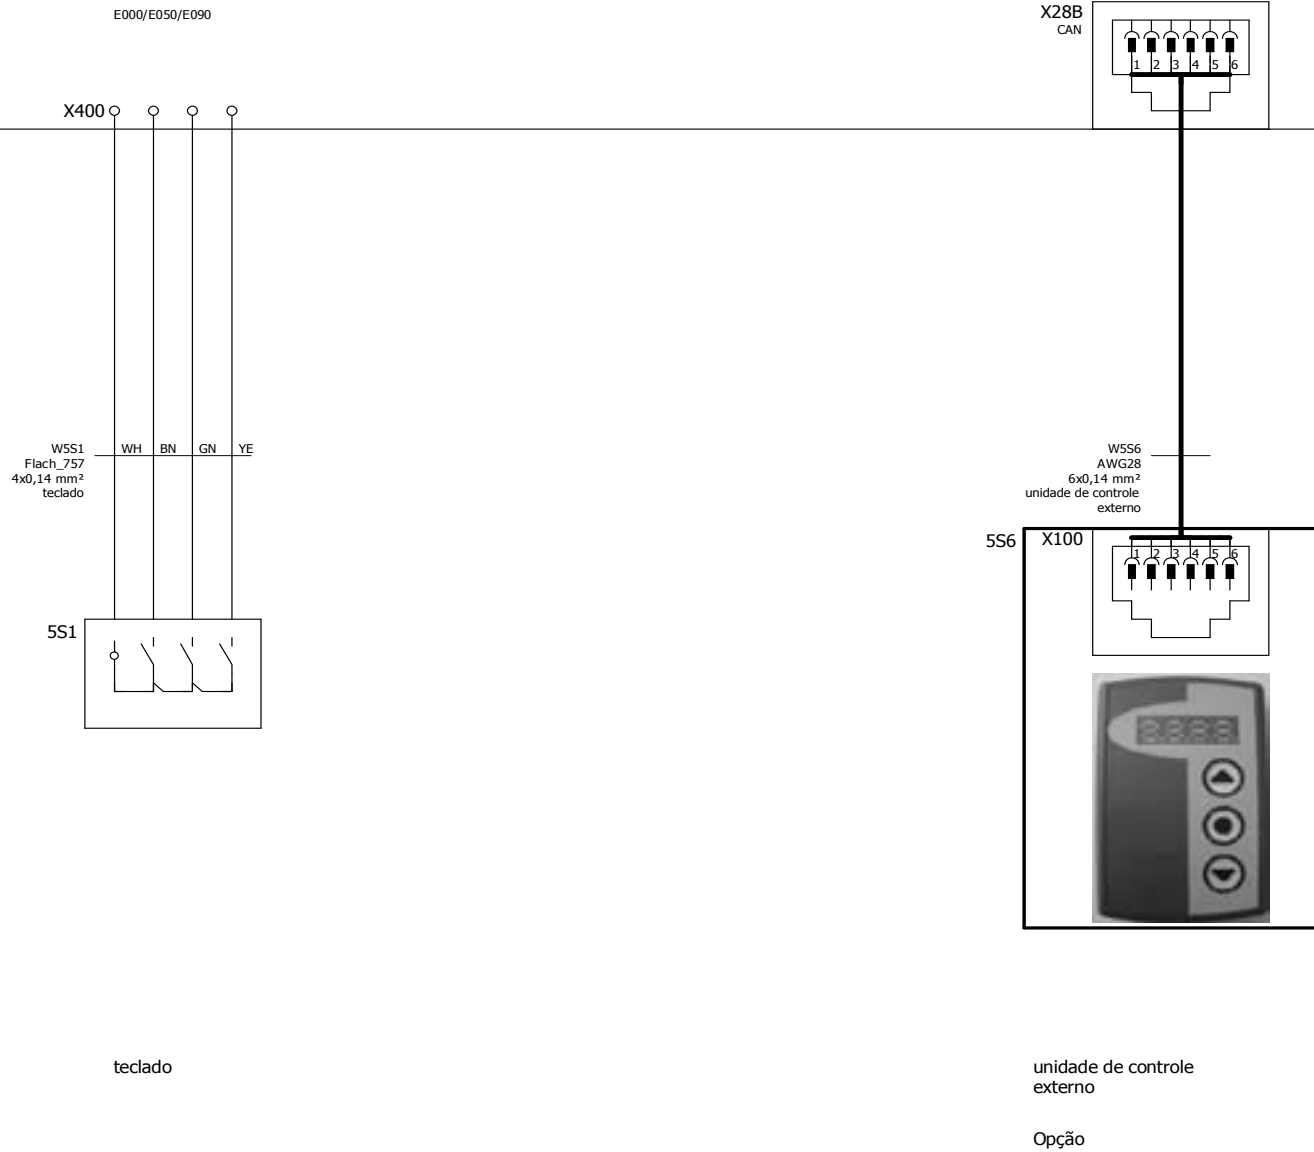 E000/E050/E090
X28B
CAN
1 2 3 4 5 6
X400
W5S1 WH BN GN YE
Flach_757
4x0,14 mm²
teclado
W5S6
AWG28
6x0,14 mm²
unidade de controle
externo
5S6 X100
1 2 3 4 5 6
5S1
8888
teclado
unidade de controle
externo
Opção